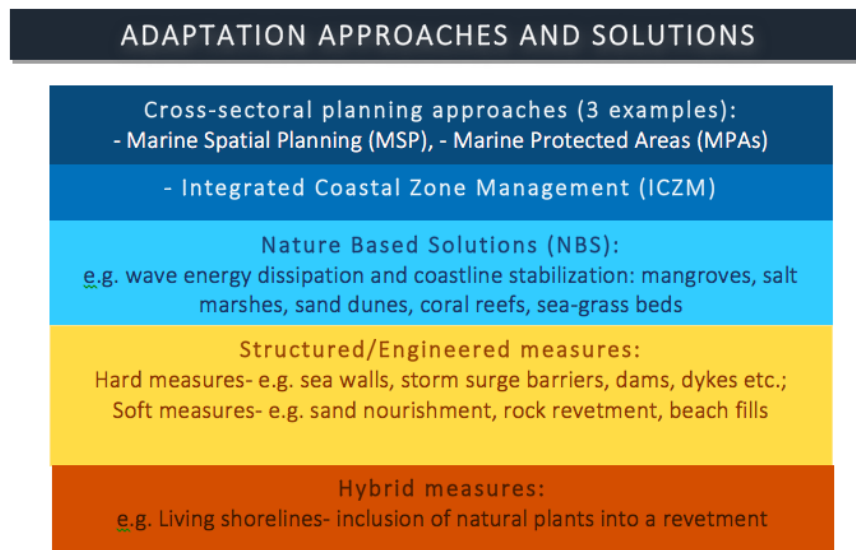 ADAPTATION APPROACHES AND SOLUTIONS
Cross-sectoral planning approaches (3 examples):
- Marine Spatial Planning (MSP), - Marine Protected Areas (MPAs)
- Integrated Coastal Zone Management (ICZM)
Nature Based Solutions (NBS):
e.g. wave energy dissipation and coastline stabilization: mangroves, salt
marshes, sand dunes, coral reefs, sea-grass beds
Structured/Engineered measures:
Hard measures- e.g. sea walls, storm surge barriers, dams, dykes etc.;
Soft measures- e.g. sand nourishment, rock revetment, beach fills
Hybrid measures:
e.g. Living shorelines- inclusion of natural plants into a revetment